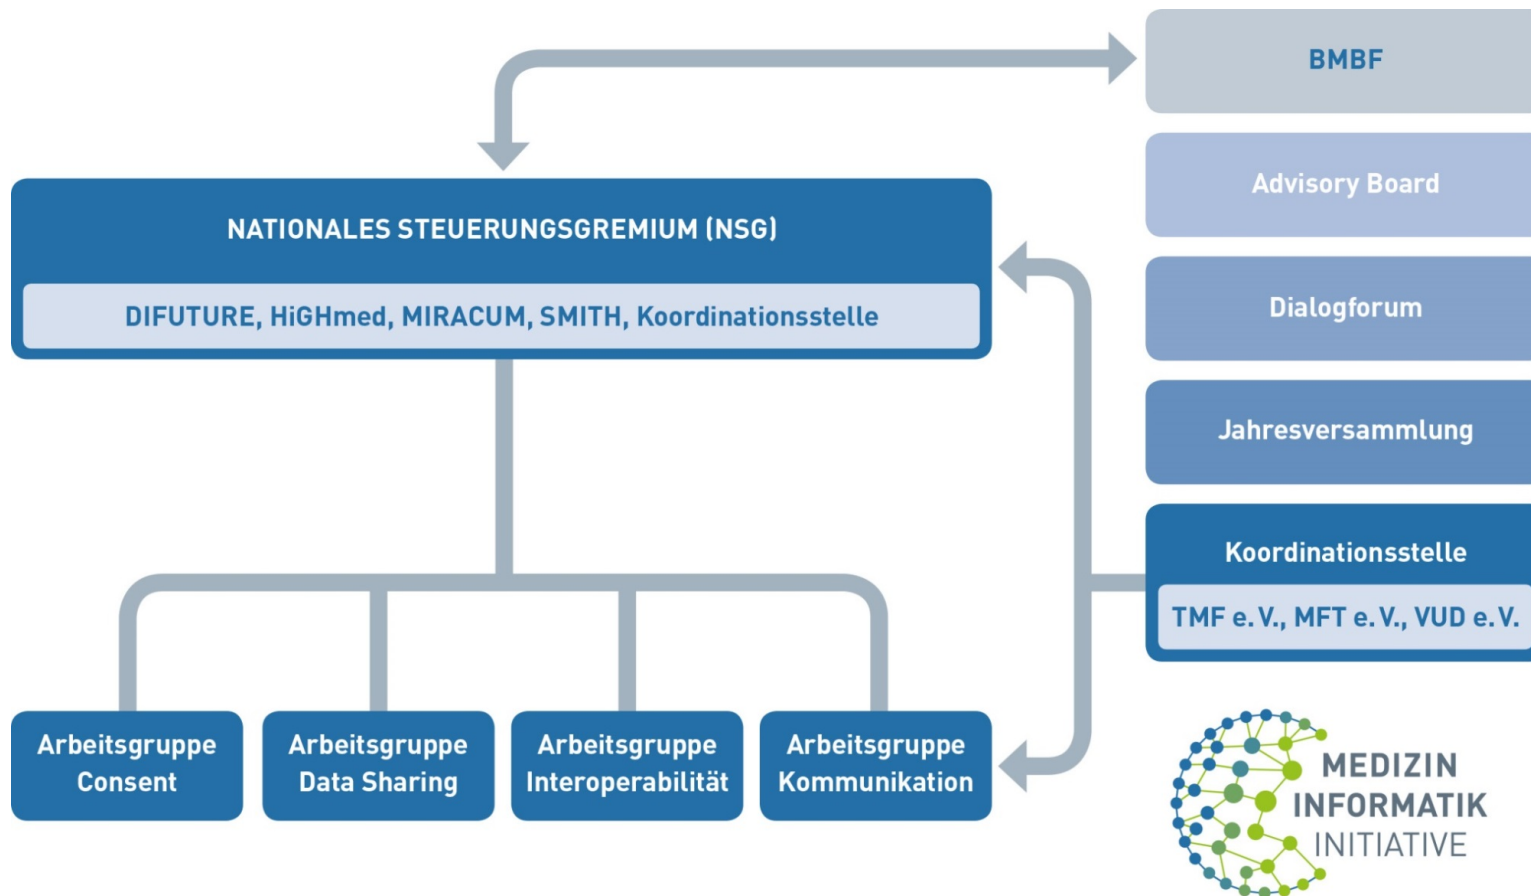 BMBF
Advisory Board
Dialogforum
Jahresversammlung
Koordinationsstelle
TMF e.V., MFT e.V., VUD e.V.
NATIONALES STEUERUNGSGREMIUM (NSG)
DIFUTURE, HiGHmed, MIRACUM, SMITH, Koordinationsstelle
Arbeitsgruppe
Consent
Arbeitsgruppe
Data Sharing
Arbeitsgruppe
Interoperabilität
Arbeitsgruppe
Kommunikation
MEDIZIN
INFORMATIK
INITIATIVE